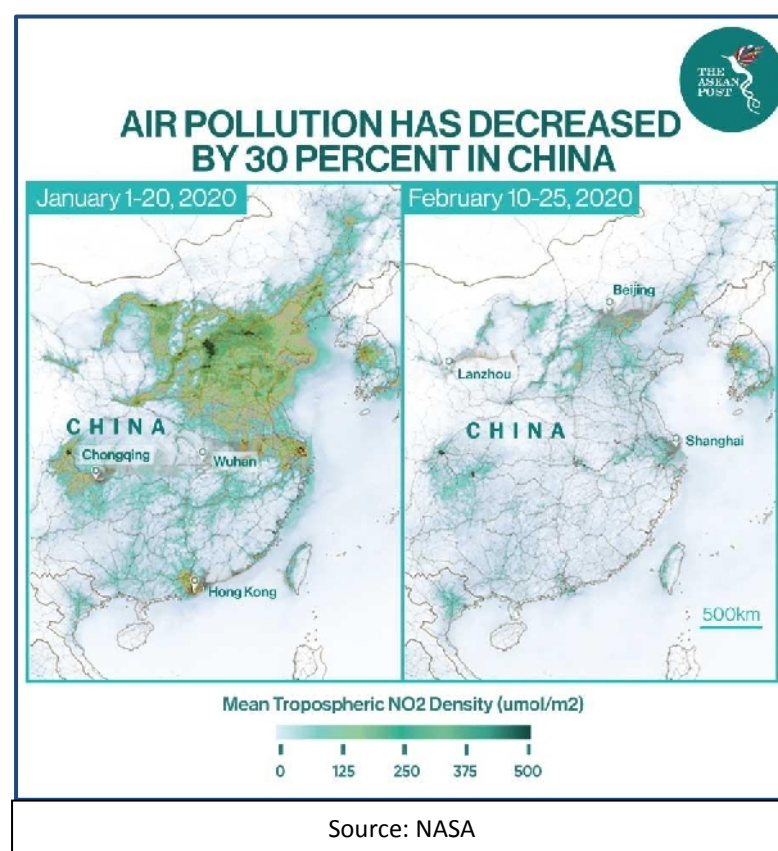 THE
ASEAN
POST
AIR POLLUTION HAS DECREASED
BY 30 PERCENT IN CHINA
January 1-20, 2020
February 10-25, 2020
Beijing
Lanzhou
CHINA
CHINA
Chongqing
Wuhan
Shanghai
Hong Kong
500km
Mean Tropospheric NO2 Density (umol/m2)
0 125 250 375 500
Source: NASA